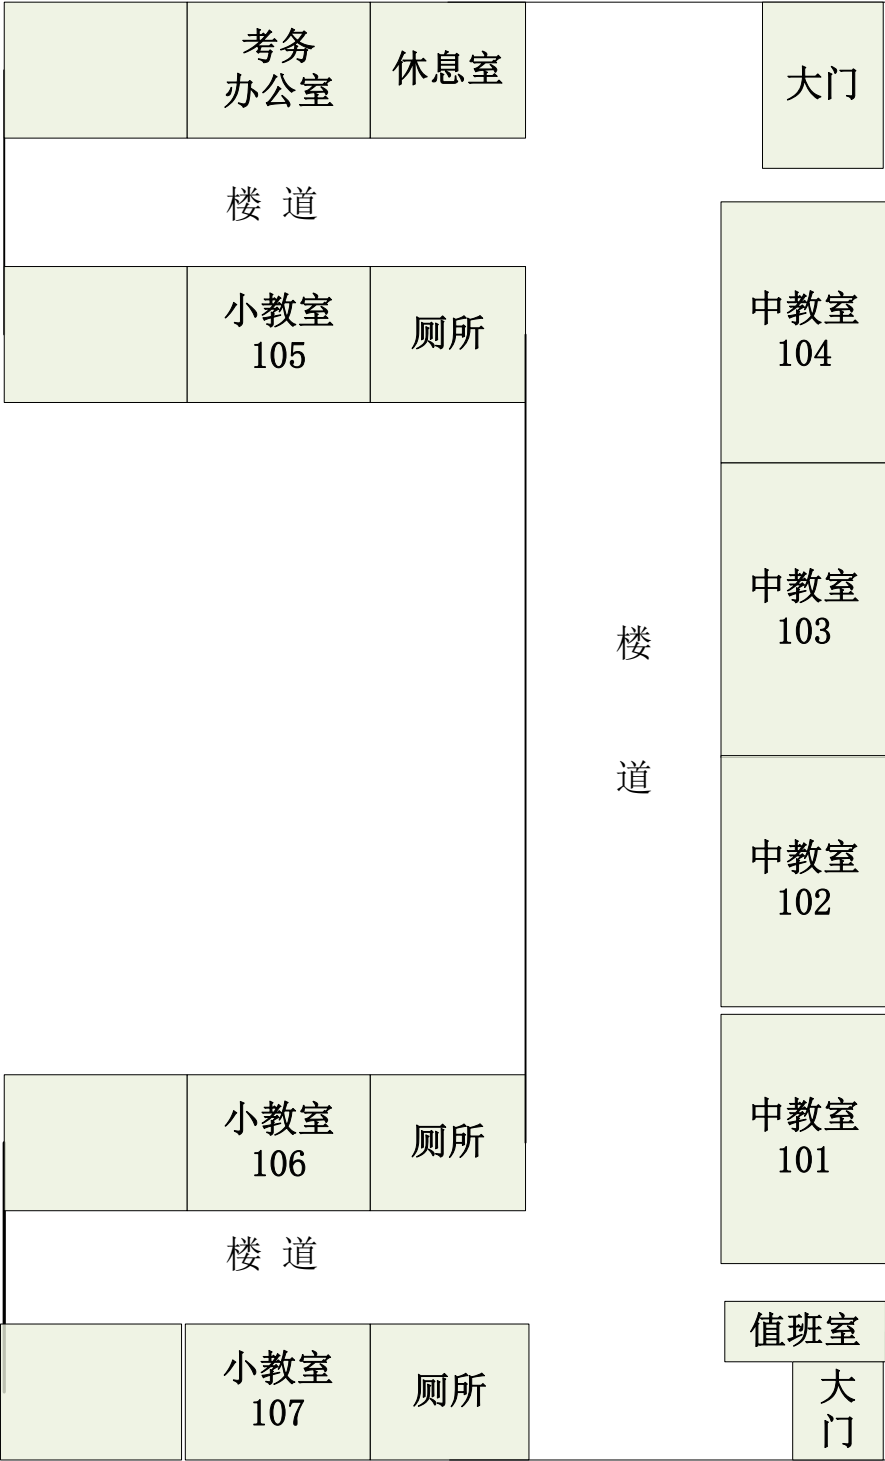 考务
办公室
休息室
大门
楼 道
小教室
105
厕所
中教室
104
中教室
103
楼
道
中教室
102
小教室
106
厕所
中教室
101
楼 道
小教室
107
厕所
值班室
大
门